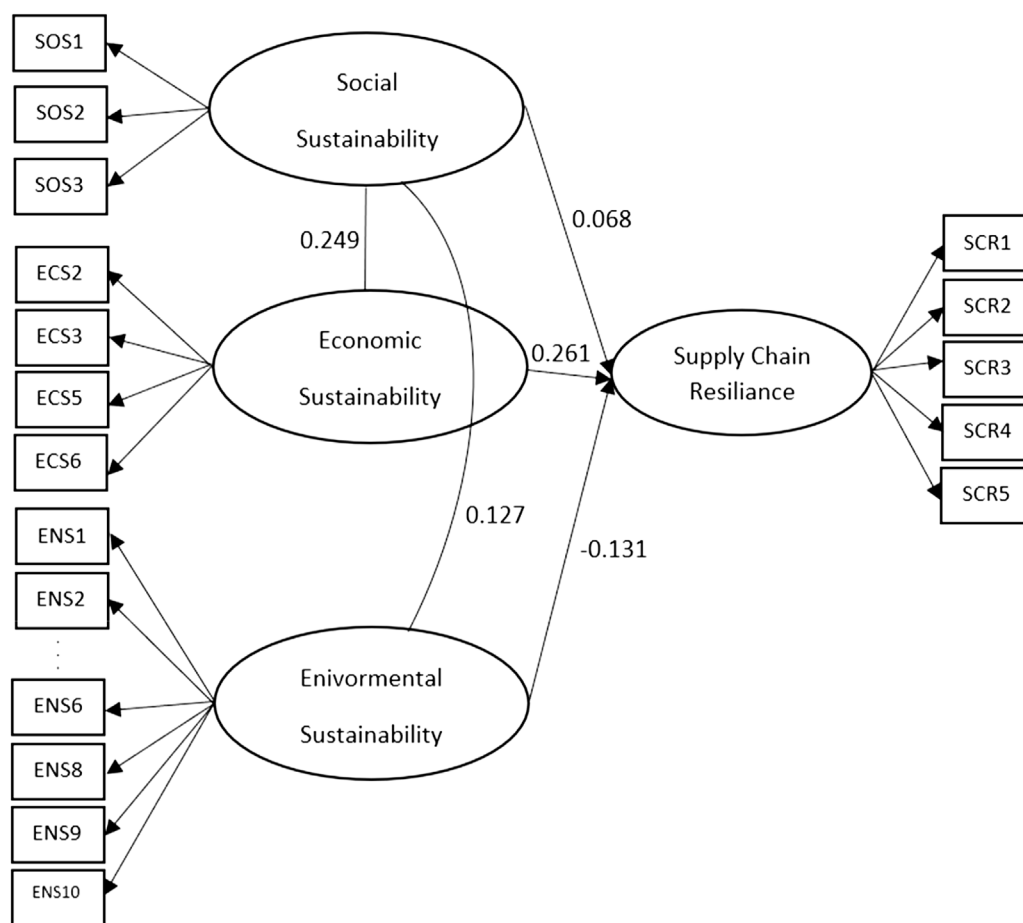 SOS1
SOS2
SOS3
Social
Sustainability
0.249
0.068
ECS2
ECS3
ECS5
ECS6
Economic
Sustainability
0.261
Supply Chain
Resiliance
SCR1
SCR2
SCR3
SCR4
SCR5
0.127
-0.131
ENS1
ENS2
ENS6
ENS8
ENS9
ENS10
Enivormental
Sustainability